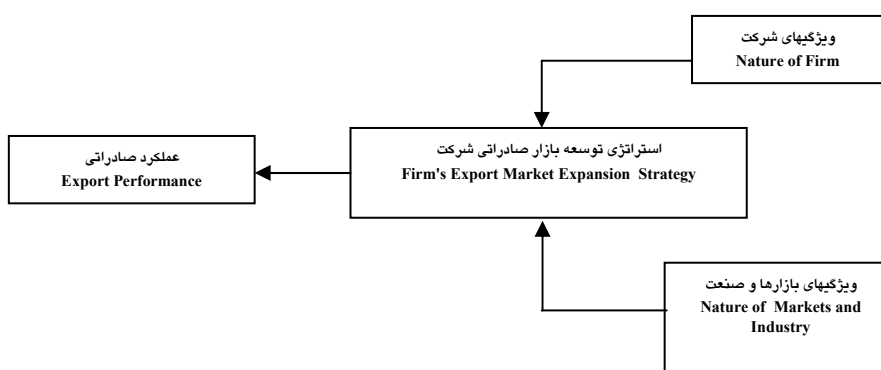 ویژگیهای شرکت
Nature of Firm
استراتژی توسعه بازار صادراتی شرکت
Firm's Export Market Expansion Strategy
عملکرد صادراتی
Export Performance
ویژگیهای بازارها و صنعت
Nature of Markets and
Industry